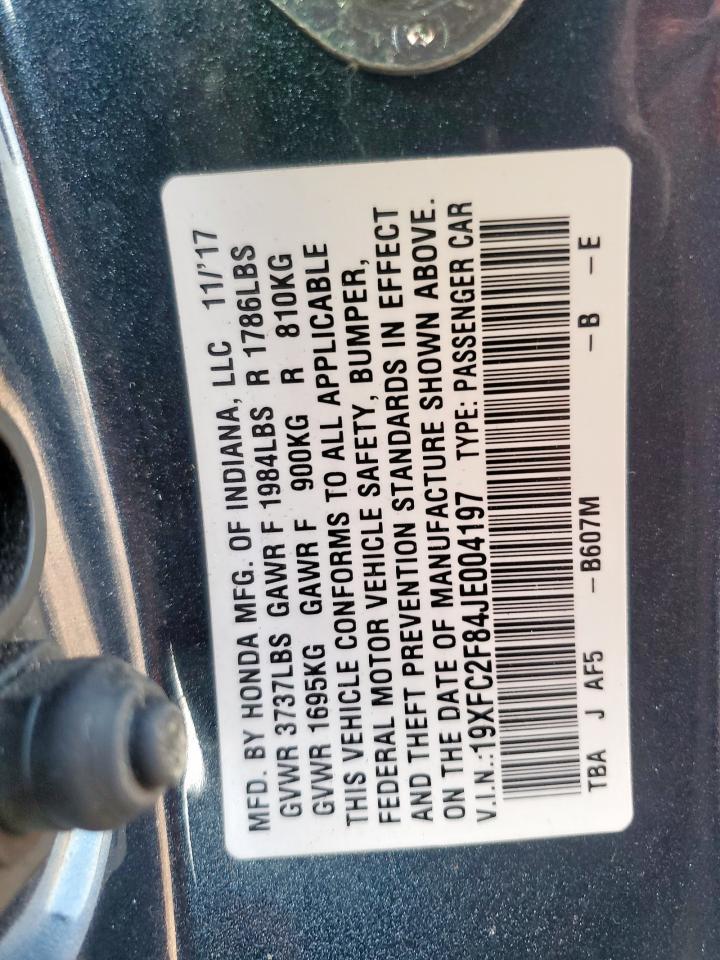 MFD. BY HONDA MFG. OF INDIANA, LLC 11/'17
GVWR 3737LBS GAWR F 1984LBS R 1786LBS
GVWR 1695KG GAWR F 900KG R 810KG
THIS VEHICLE CONFORMS TO ALL APPLICABLE
FEDERAL MOTOR VEHICLE SAFETY, BUMPER,
AND THEFT PREVENTION STANDARDS IN EFFECT
ON THE DATE OF MANUFACTURE SHOWN ABOVE.
V.I.N.:19XFC2F84JE004197 TYPE: PASSENGER CAR
TBA J AF5 -B607M -B -E